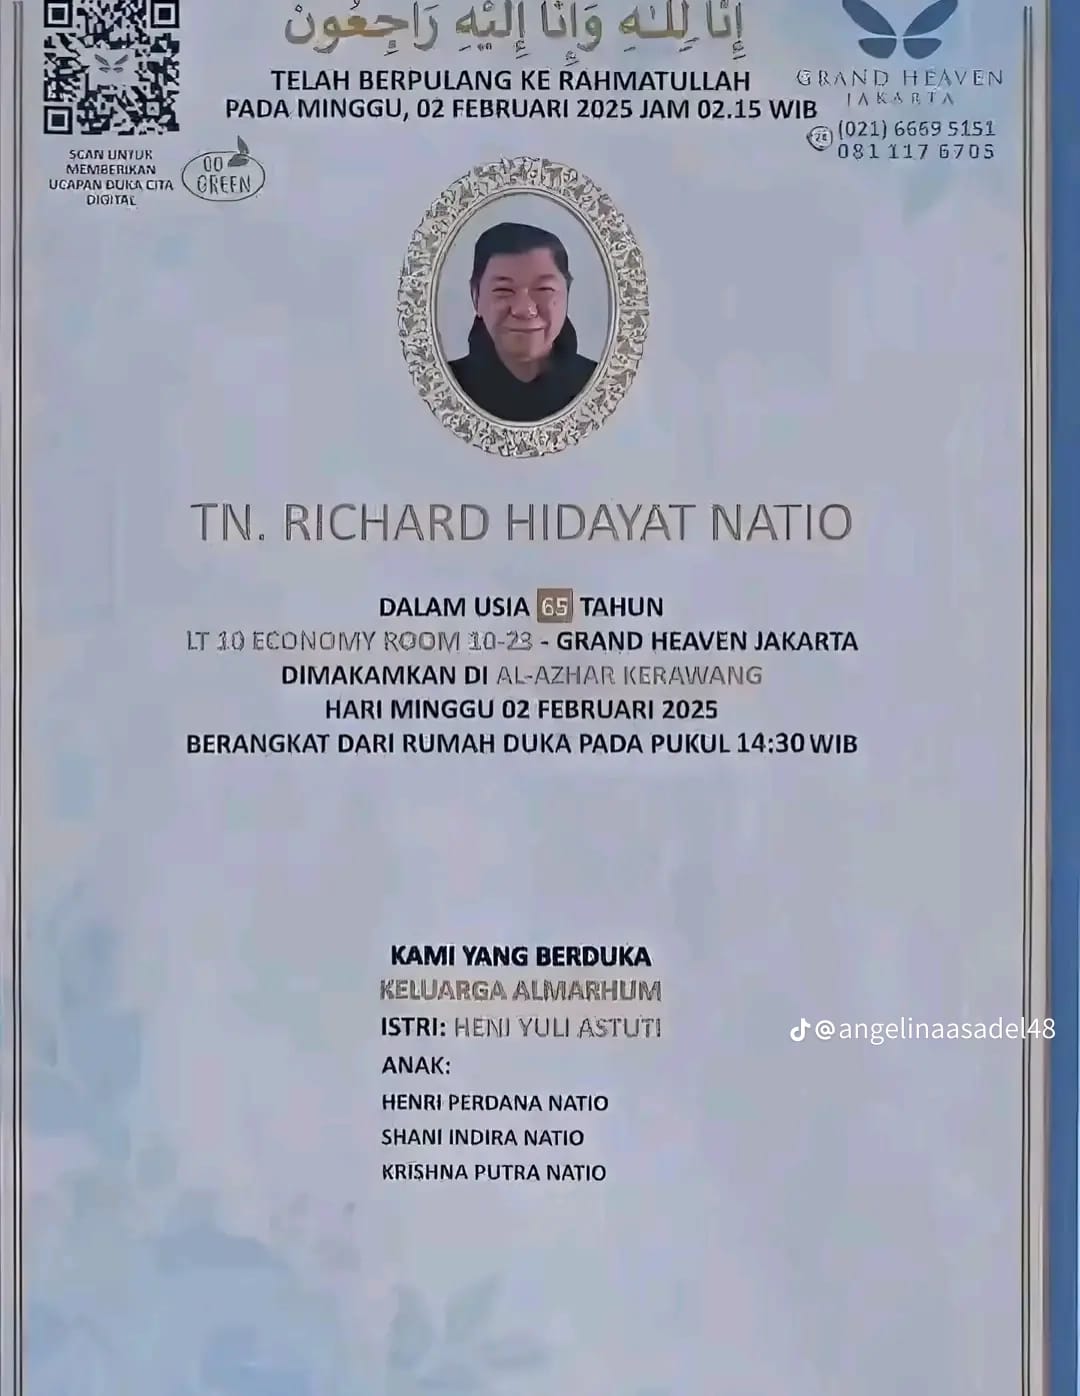 إِنَّا لِلَّهِ وَإِنَّا إِلَيْهِ رَاجِعُونَ
TELAH BERPULANG KE RAHMATULLAH
PADA MINGGU, 02 FEBRUARI 2025 JAM 02.15 WIB
GRAND HEAVEN
JAKARTA
24
(021) 6669 5151
081 117 6705
SCAN UNTUK
MEMBERIKAN
UCAPAN DUKA CITA
DIGITAL
GO
GREEN
TN. RICHARD HIDAYAT NATIO
DALAM USIA 65 TAHUN
LT 10 ECONOMY ROOM 10-23 - GRAND HEAVEN JAKARTA
DIMAKAMKAN DI AL-AZHAR KERAWANG
HARI MINGGU 02 FEBRUARI 2025
BERANGKAT DARI RUMAH DUKA PADA PUKUL 14:30 WIB
KAMI YANG BERDUKA
KELUARGA ALMARHUM
ISTRI: HENI YULI ASTUTI
ANAK:
HENRI PERDANA NATIO
SHANI INDIRA NATIO
KRISHNA PUTRA NATIO
@angelinaasadel48